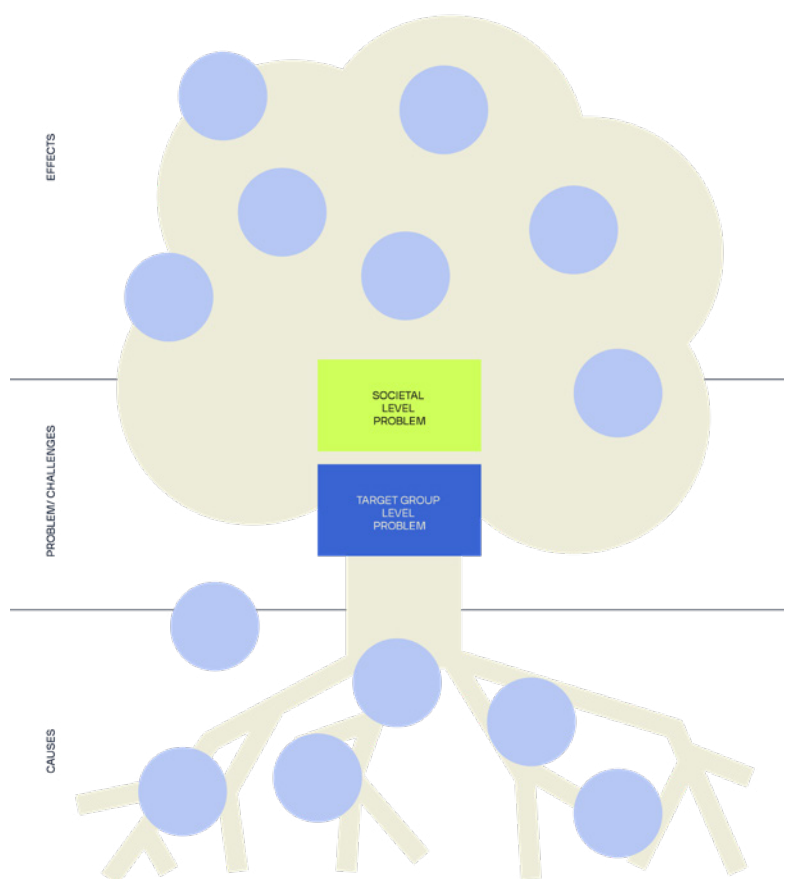 EFFECTS
SOCIETAL
LEVEL
PROBLEM
PROBLEM/ CHALLENGES
TARGET GROUP
LEVEL
PROBLEM
CAUSES